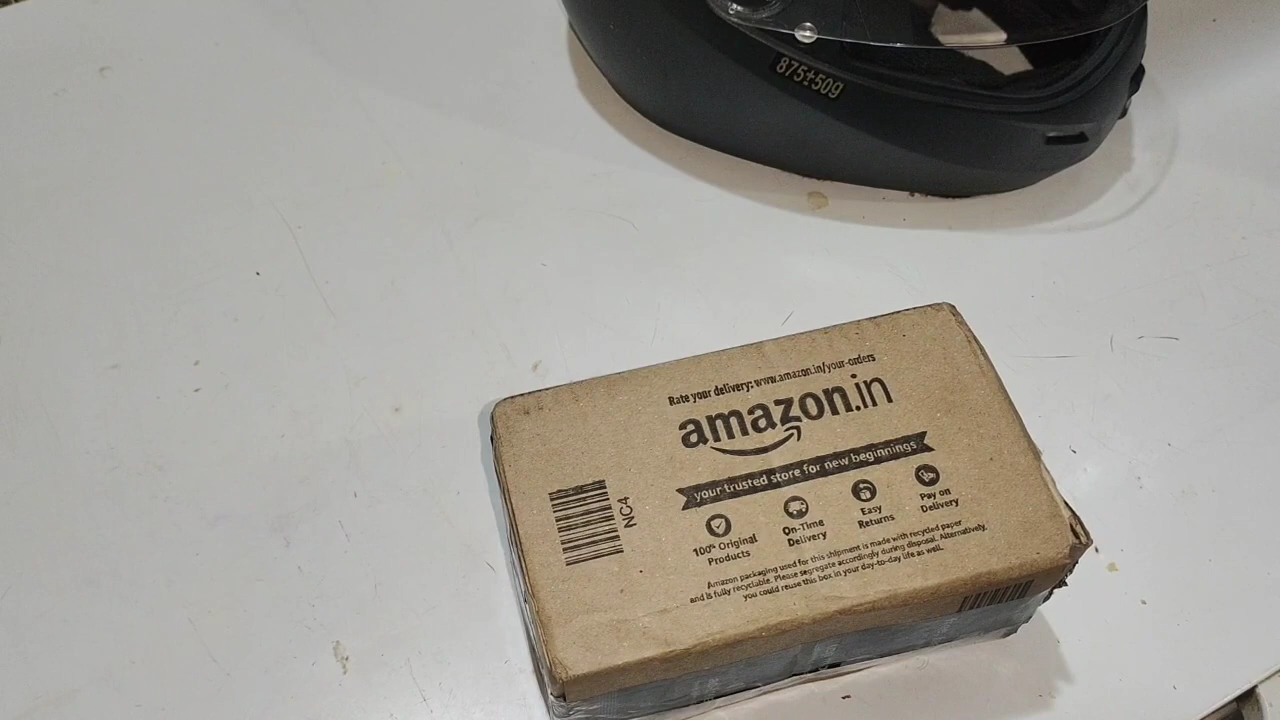 875±50g
Rate your delivery: www.amazon.in/your-orders
amazon.in
your trusted store for new beginnings
100% Original
Products
On-Time
Delivery
Easy
Returns
Pay on
Delivery
NC4
Amazon packaging used for this shipment is made with recycled paper
and is fully recyclable. Please segregate accordingly during disposal. Alternatively,
you could reuse this box in your day-to-day life as well.